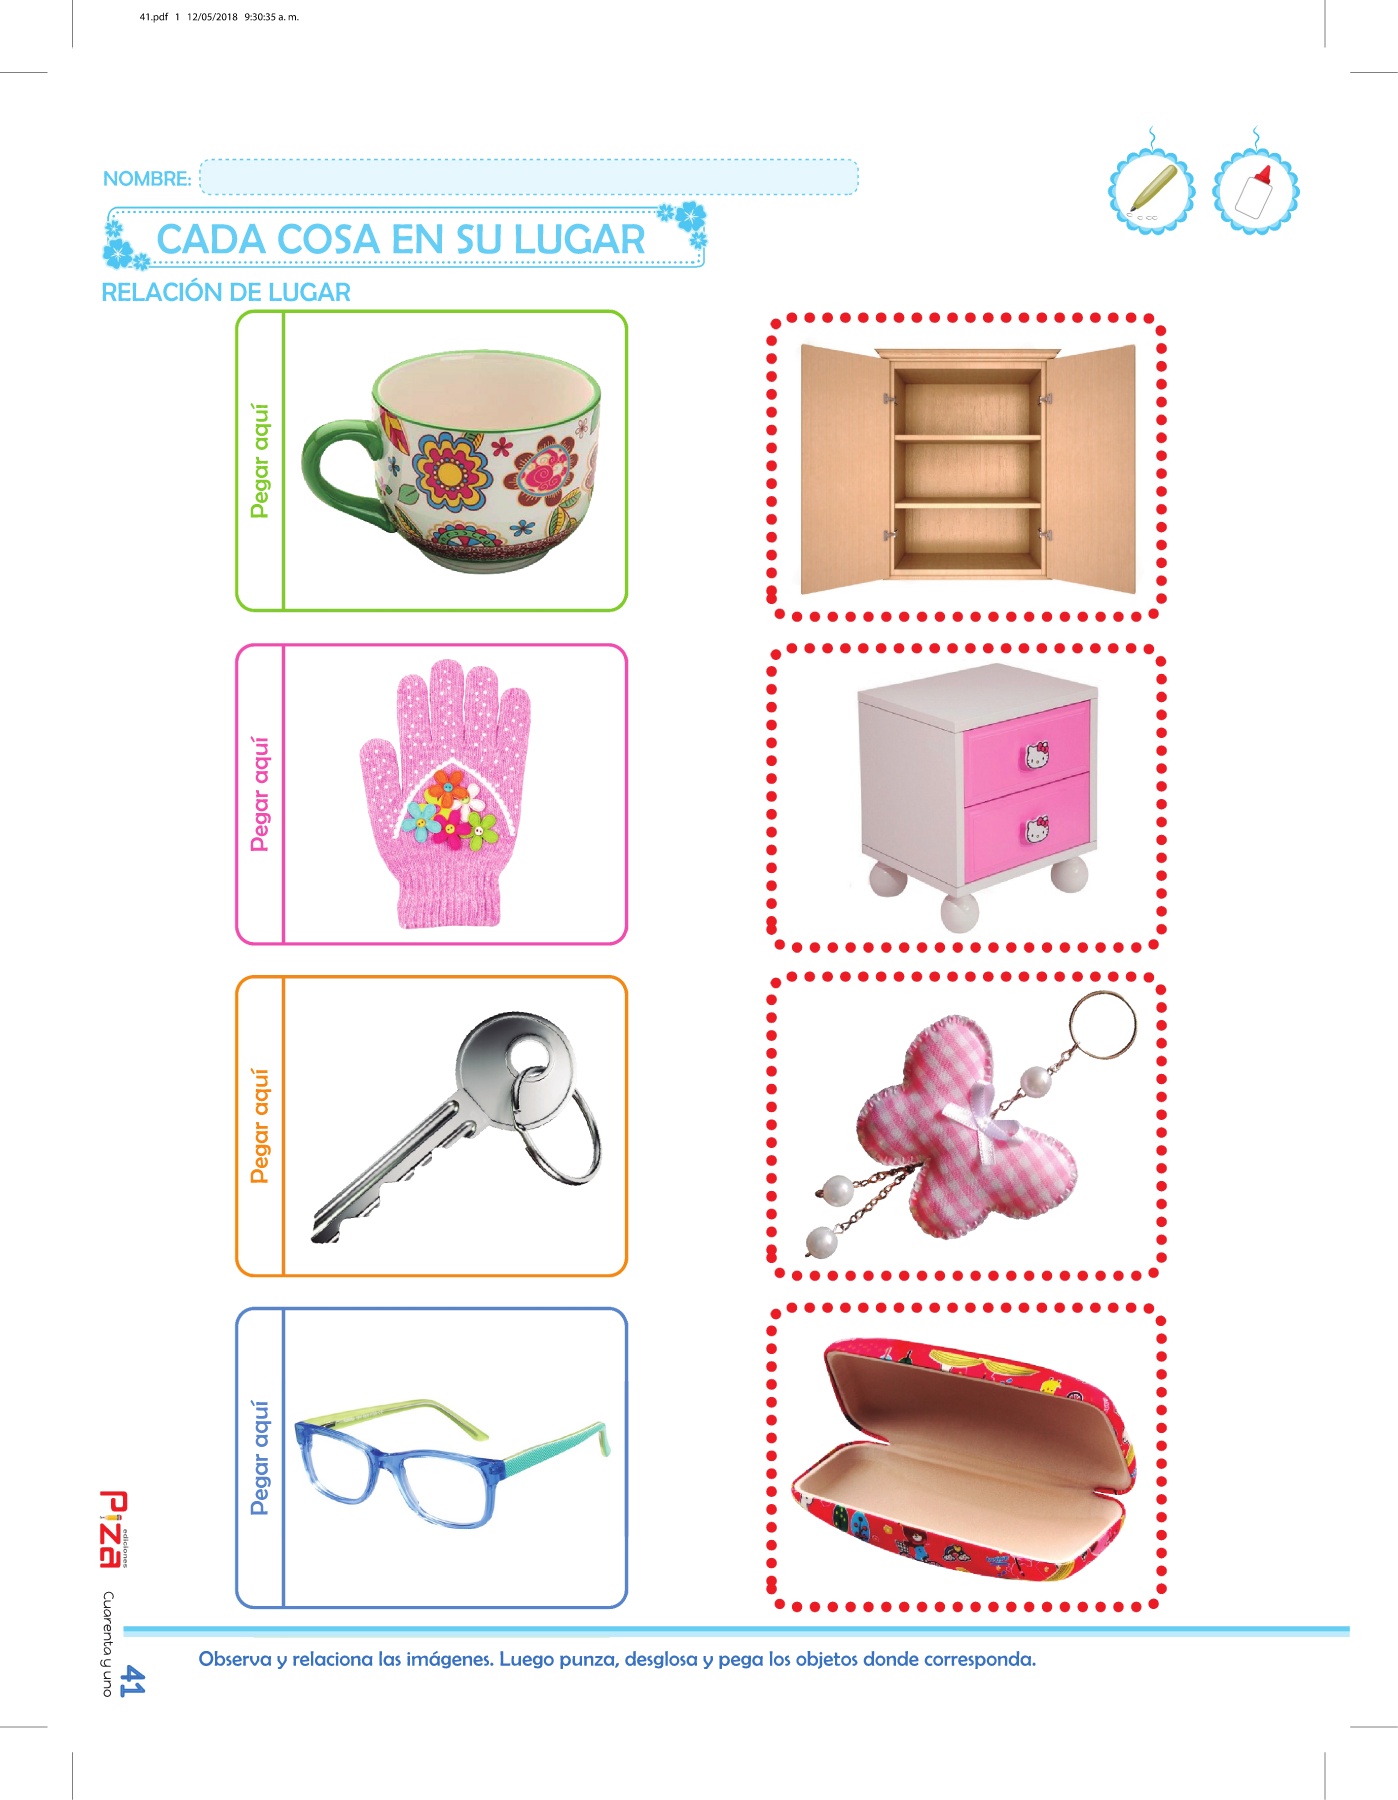 41.pdf 1 12/05/2018 9:30:35 a. m.
NOMBRE:
CADA COSA EN SU LUGAR
RELACIÓN DE LUGAR
Pegar aquí
Pegar aquí
Pegar aquí
Pegar aquí
Piza
ediciones
Cuarenta y uno
41
Observa y relaciona las imágenes. Luego punza, desglosa y pega los objetos donde corresponda.